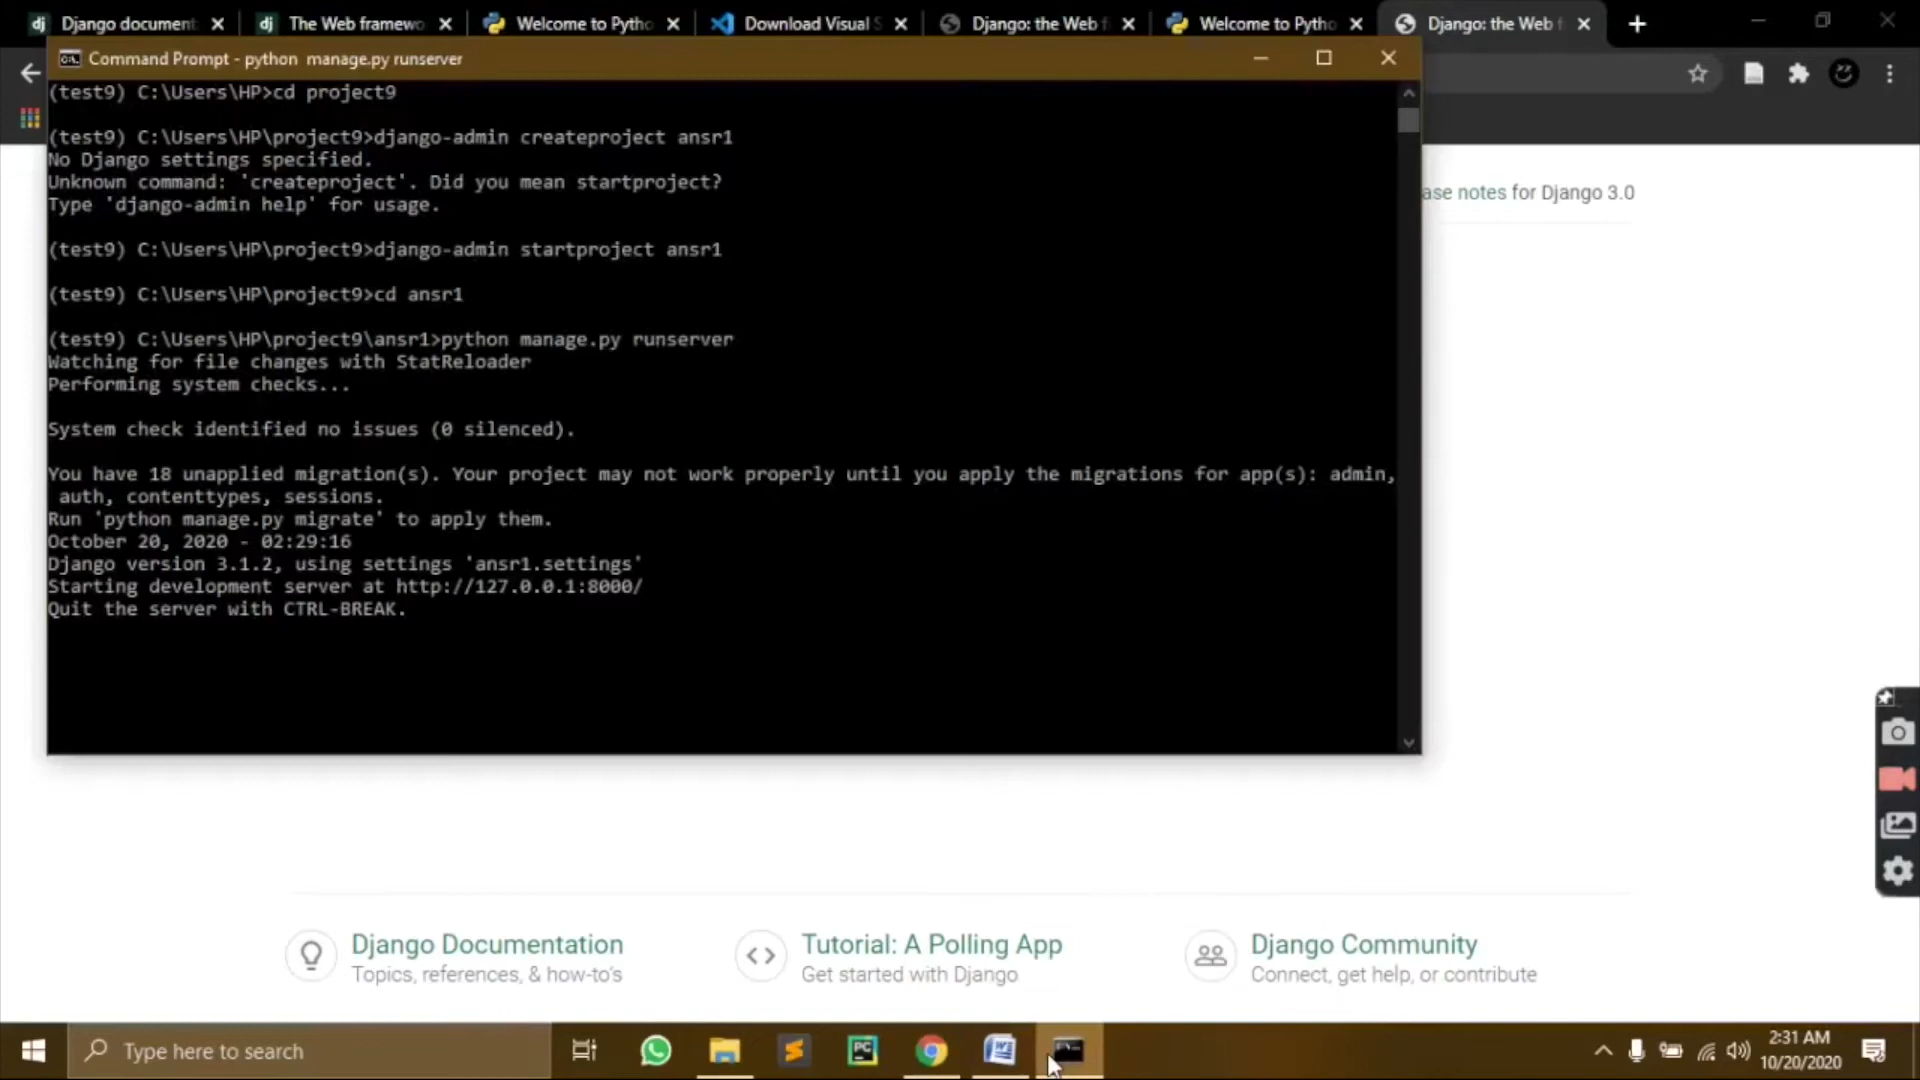 Django document
The Web framewo
Welcome to Pytho
Download Visual S
Django: the Web f
Welcome to Pytho
Django: the Web f
Command Prompt - python  manage.py runserver
(test9) C:\Users\HP>cd project9
(test9) C:\Users\HP\project9>django-admin createproject ansr1
No Django settings specified.
Unknown command: 'createproject'. Did you mean startproject?
Type 'django-admin help' for usage.
(test9) C:\Users\HP\project9>django-admin startproject ansr1
(test9) C:\Users\HP\project9>cd ansr1
(test9) C:\Users\HP\project9\ansr1>python manage.py runserver
Watching for file changes with StatReloader
Performing system checks...
System check identified no issues (0 silenced).
You have 18 unapplied migration(s). Your project may not work properly until you apply the migrations for app(s): admin,
auth, contenttypes, sessions.
Run 'python manage.py migrate' to apply them.
October 20, 2020 - 02:29:16
Django version 3.1.2, using settings 'ansr1.settings'
Starting development server at http://127.0.0.1:8000/
Quit the server with CTRL-BREAK.
ase notes for Django 3.0
Django Documentation
Topics, references, & how-to's
Tutorial: A Polling App
Get started with Django
Django Community
Connect, get help, or contribute
Type here to search
2:31 AM
10/20/2020